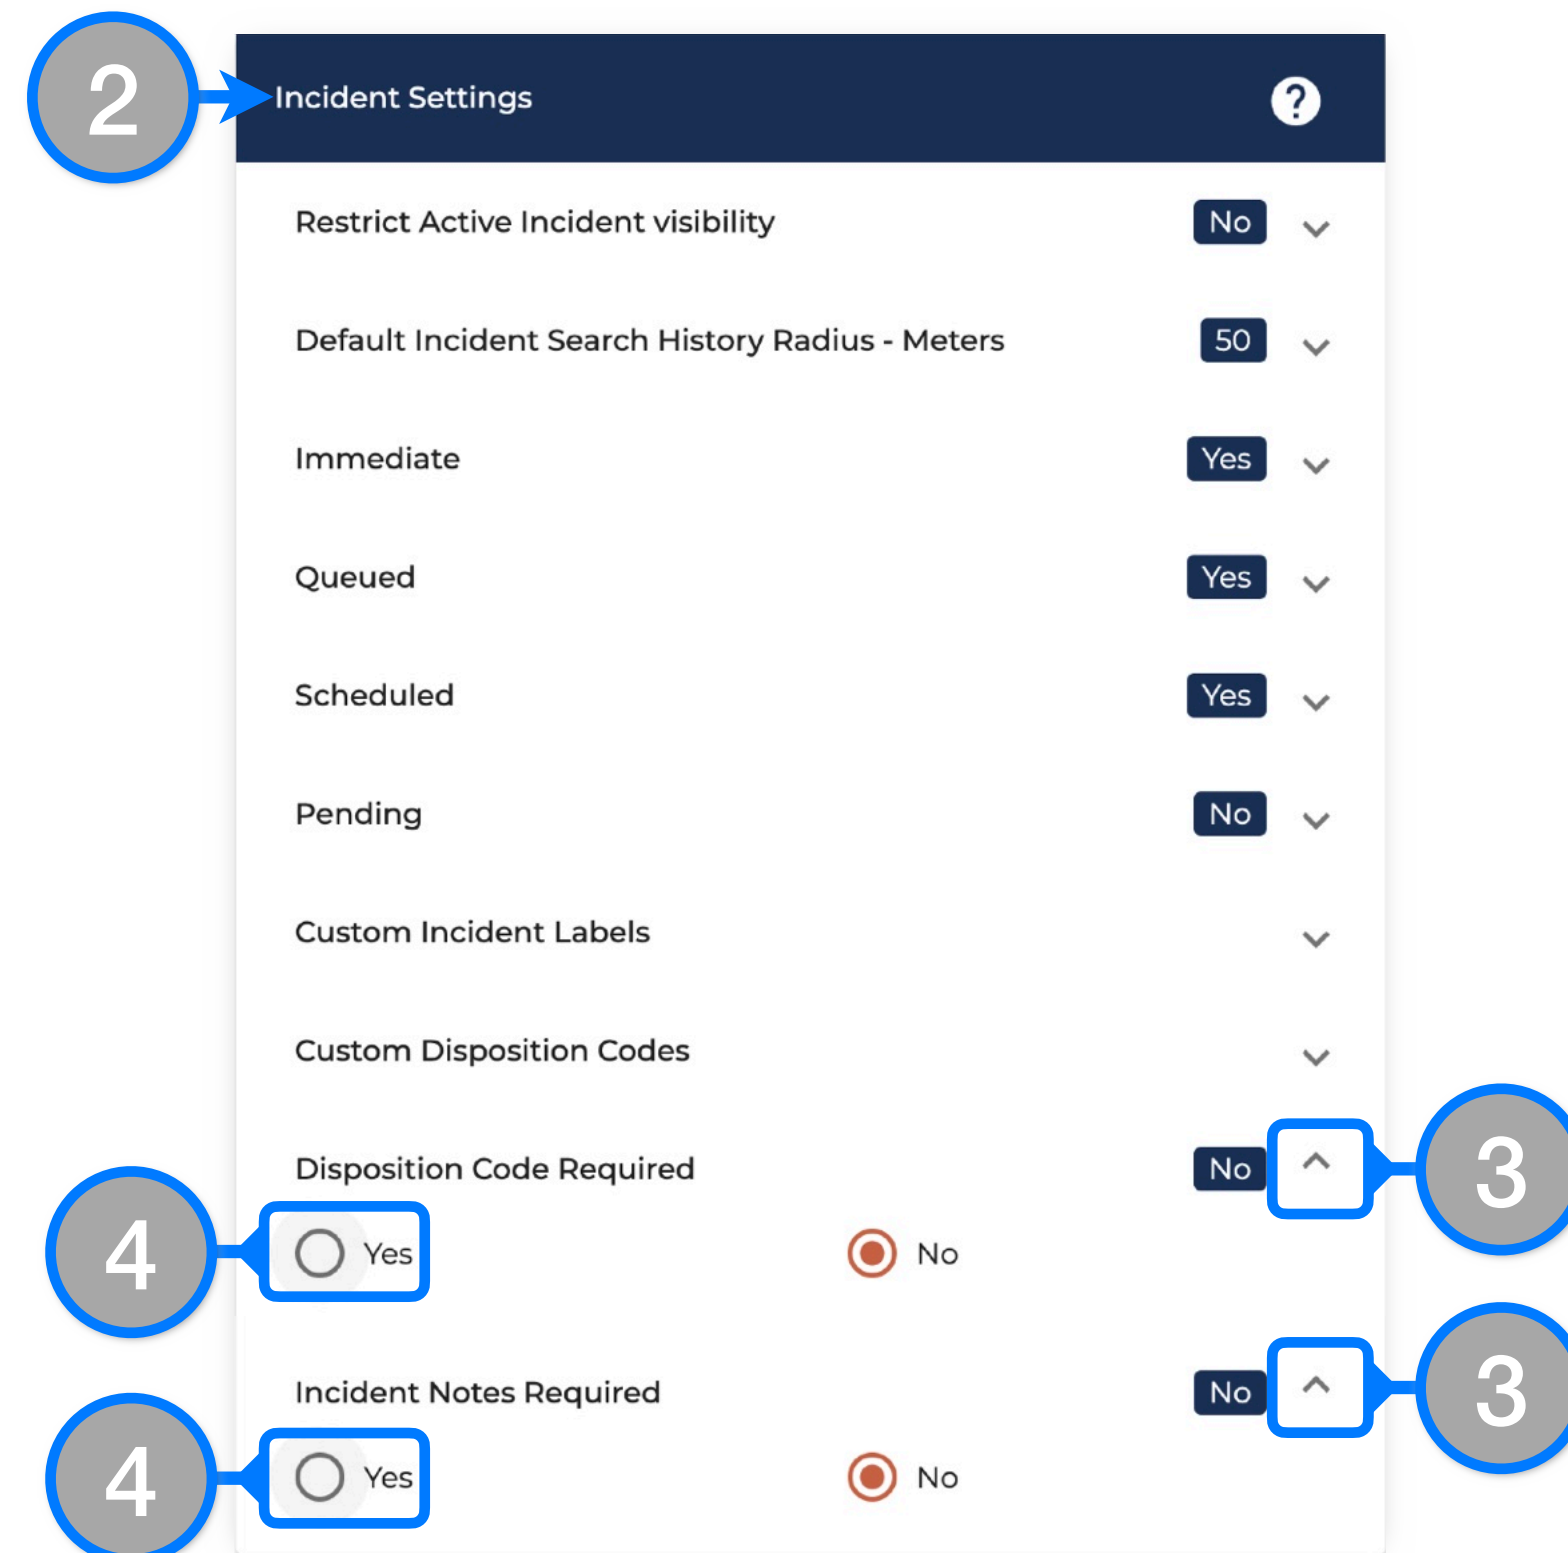 2
Incident Settings ?
Restrict Active Incident visibility No
Default Incident Search History Radius - Meters 50
Immediate Yes
Queued Yes
Scheduled Yes
Pending No
Custom Incident Labels
Custom Disposition Codes
Disposition Code Required No 3
4 Yes No
Incident Notes Required No 3
4 Yes No